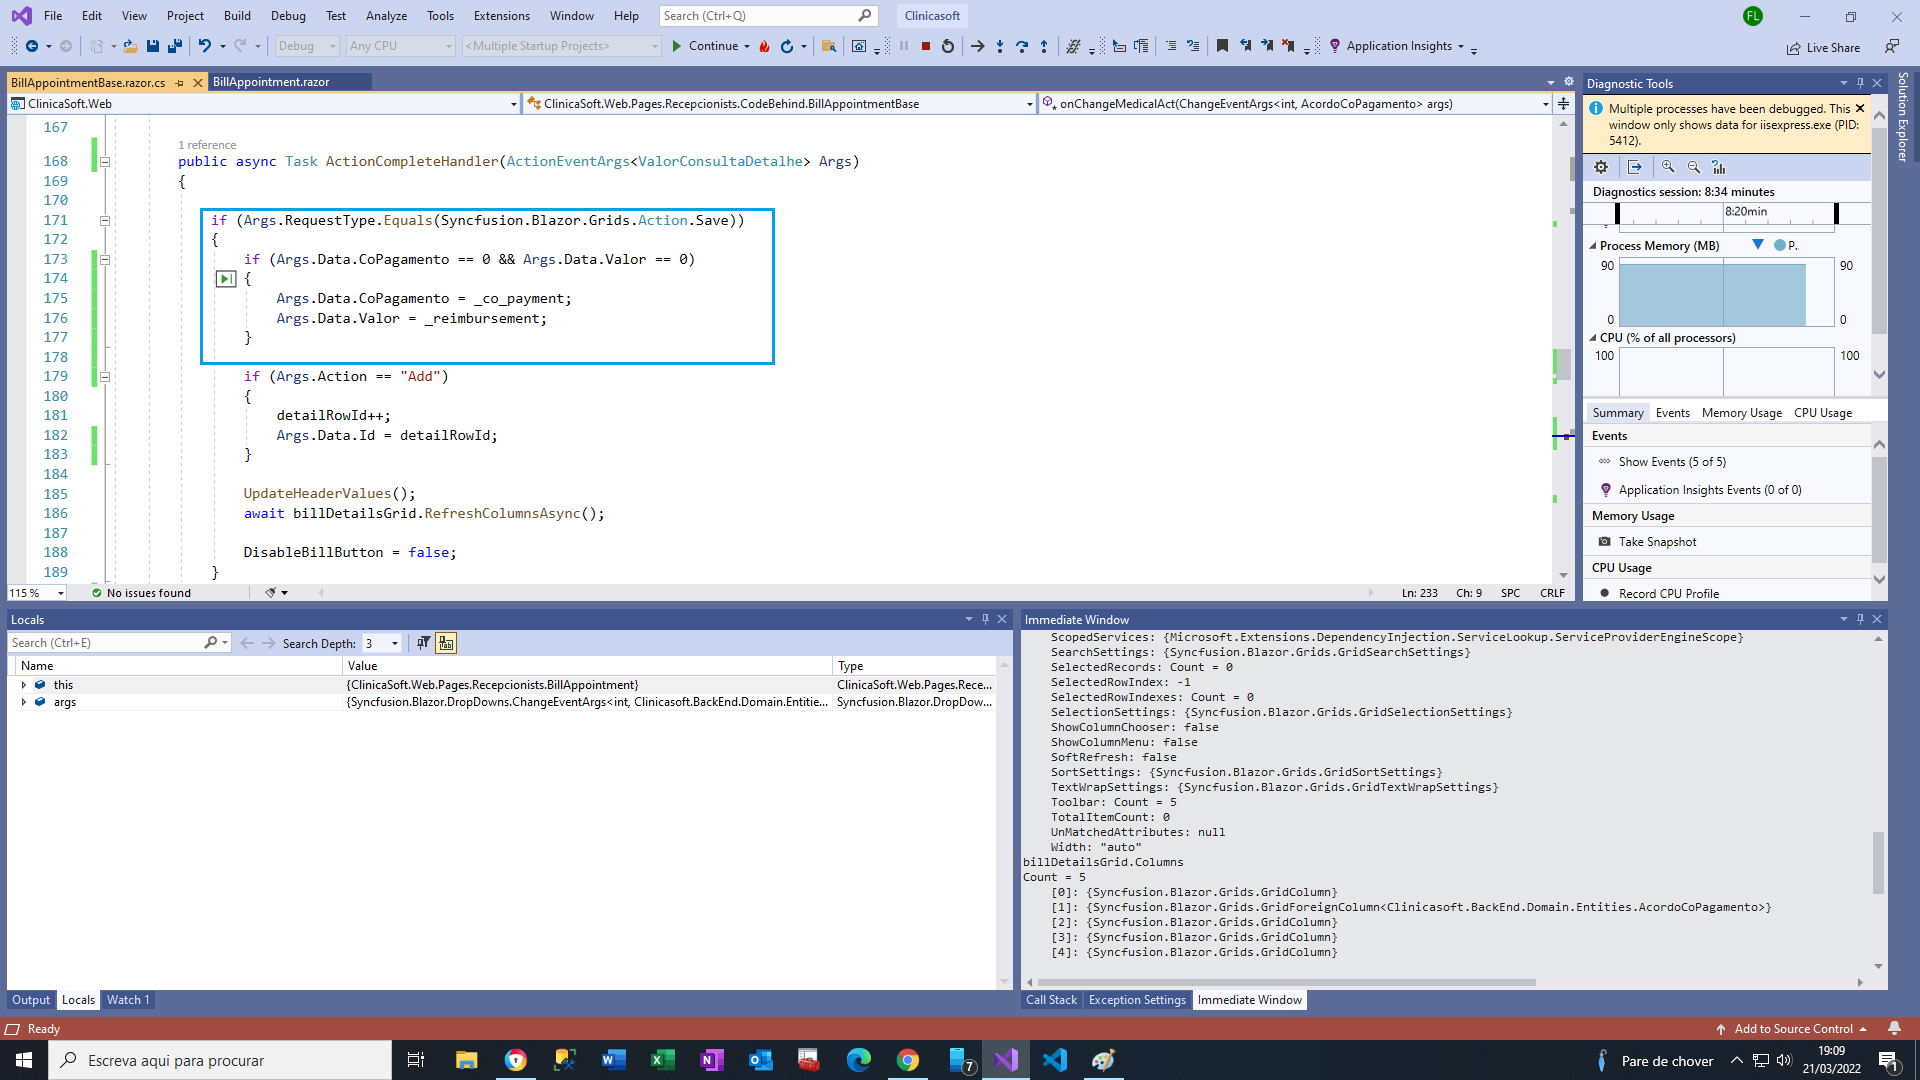 File Edit View Project Build Debug Test Analyze Tools Extensions Window Help Search (Ctrl+Q) Clinicasoft FL
Debug Any CPU <Multiple Startup Projects> Continue Application Insights Live Share
BillAppointmentBase.razor.cs BillAppointment.razor
ClinicaSoft.Web ClinicaSoft.Web.Pages.Recepcionists.CodeBehind.BillAppointmentBase onChangeMedicalAct(ChangeEventArgs<int, AcordoCoPagamento> args)
167
1 reference
168 public async Task ActionCompleteHandler(ActionEventArgs<ValorConsultaDetalhe> Args)
169 {
170
171 if (Args.RequestType.Equals(Syncfusion.Blazor.Grids.Action.Save))
172 {
173 if (Args.Data.CoPagamento == 0 && Args.Data.Valor == 0)
174 {
175 Args.Data.CoPagamento = _co_payment;
176 Args.Data.Valor = _reimbursement;
177 }
178
179 if (Args.Action == "Add")
180 {
181 detailRowId++;
182 Args.Data.Id = detailRowId;
183 }
184
185 UpdateHeaderValues();
186 await billDetailsGrid.RefreshColumnsAsync();
187
188 DisableBillButton = false;
189 }
115 % No issues found Ln: 233 Ch: 9 SPC CRLF
Diagnostic Tools
Multiple processes have been debugged. This
window only shows data for iisexpress.exe (PID:
5412).
Diagnostics session: 8:34 minutes
8:20min
Process Memory (MB) P..
90 90
0 0
CPU (% of all processors)
100 100
Summary Events Memory Usage CPU Usage
Events
Show Events (5 of 5)
Application Insights Events (0 of 0)
Memory Usage
Take Snapshot
CPU Usage
Record CPU Profile
Solution Explorer
Locals
Search (Ctrl+E) Search Depth: 3
Name Value Type
this {ClinicaSoft.Web.Pages.Recepcionists.BillAppointment} ClinicaSoft.Web.Pages.Rece...
args {Syncfusion.Blazor.DropDowns.ChangeEventArgs<int, Clinicasoft.BackEnd.Domain.Entitie... Syncfusion.Blazor.DropDow...
Output Locals Watch 1
Immediate Window
ScopedServices: {Microsoft.Extensions.DependencyInjection.ServiceLookup.ServiceProviderEngineScope}
SearchSettings: {Syncfusion.Blazor.Grids.GridSearchSettings}
SelectedRecords: Count = 0
SelectedRowIndex: -1
SelectedRowIndexes: Count = 0
SelectionSettings: {Syncfusion.Blazor.Grids.GridSelectionSettings}
ShowColumnChooser: false
ShowColumnMenu: false
SoftRefresh: false
SortSettings: {Syncfusion.Blazor.Grids.GridSortSettings}
TextWrapSettings: {Syncfusion.Blazor.Grids.GridTextWrapSettings}
Toolbar: Count = 5
TotalItemCount: 0
UnMatchedAttributes: null
Width: "auto"
billDetailsGrid.Columns
Count = 5
[0]: {Syncfusion.Blazor.Grids.GridColumn}
[1]: {Syncfusion.Blazor.Grids.GridForeignColumn<Clinicasoft.BackEnd.Domain.Entities.AcordoCoPagamento>}
[2]: {Syncfusion.Blazor.Grids.GridColumn}
[3]: {Syncfusion.Blazor.Grids.GridColumn}
[4]: {Syncfusion.Blazor.Grids.GridColumn}
Call Stack Exception Settings Immediate Window
Ready Add to Source Control
Escreva aqui para procurar 7 Pare de chover 19:09
21/03/2022 1